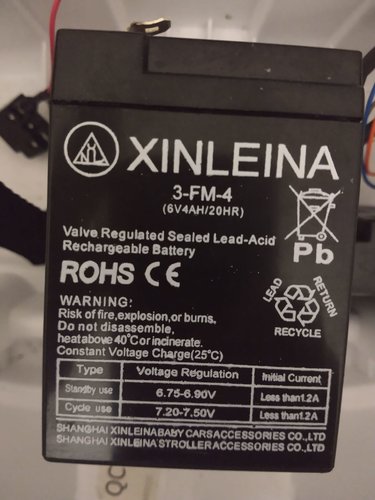 XINLEINA
3-FM-4
(6V4AH/20HR)
Valve Regulated Sealed Lead-Acid
Rechargeable Battery
Pb
ROHS CE
LEAD RETURN
RECYCLE
WARNING:
Risk of fire,explosion,or burns.
Do not disassemble,
heatabove 40°C or incinerate.
Constant Voltage Charge(25°C)
Type Voltage Regulation Initial Current
Standby use 6.75-6.90V Less than1.2A
Cycle use 7.20-7.50V Less than1.2A
SHANGHAI XINLEINABABY CARSACCESSORIES CO.,LTD
SHANGHAI XINLEINASTROLLERACCESSORIES CO.,LTD
QC